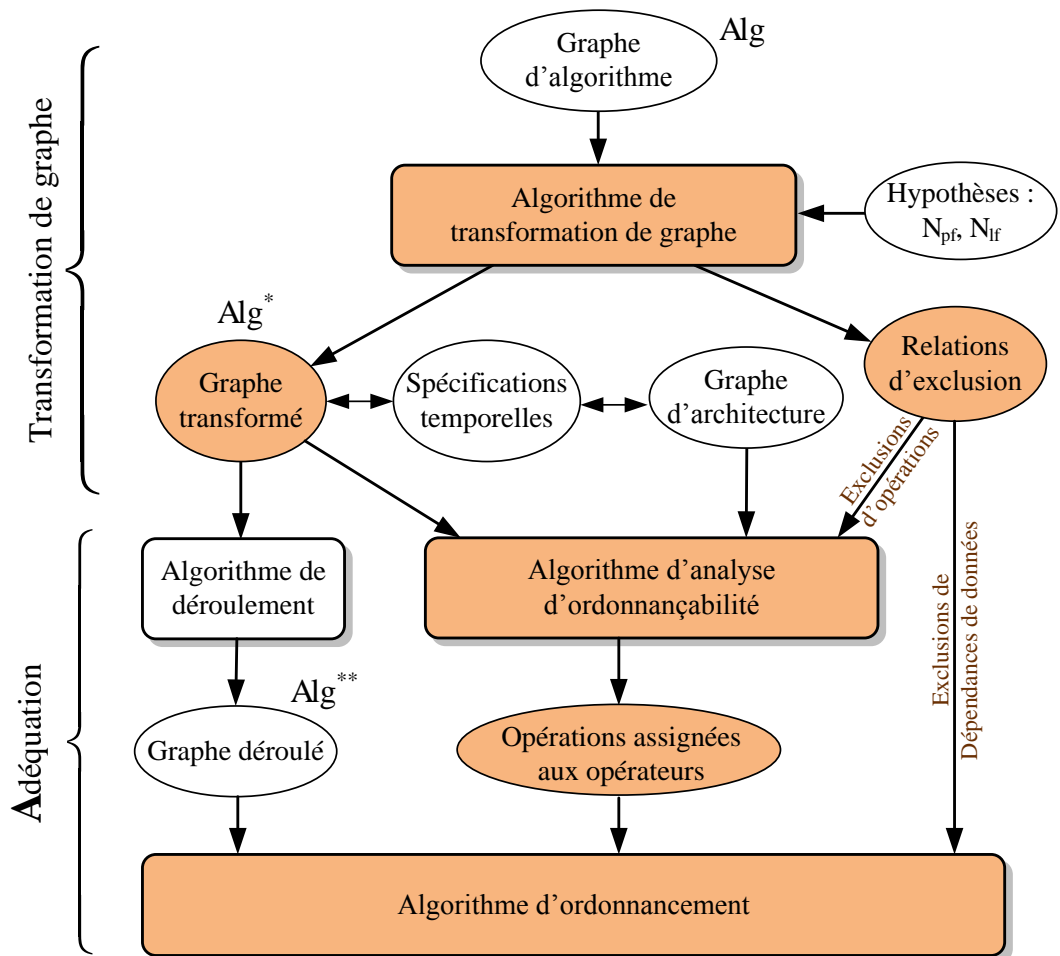 Alg
Graphe
d’algorithme
Transformation de graphe
Algorithme de
transformation de graphe
Hypothèses :
Npf, Nlf
Alg*
Graphe
transformé
Spécifications
temporelles
Graphe
d’architecture
Relations
d’exclusion
Exclusions
d’opérations
Adéquation
Algorithme de
déroulement
Algorithme d’analyse
d’ordonnançabilité
Exclusions de
Dépendances de données
Alg**
Graphe déroulé
Opérations assignées
aux opérateurs
Algorithme d’ordonnancement